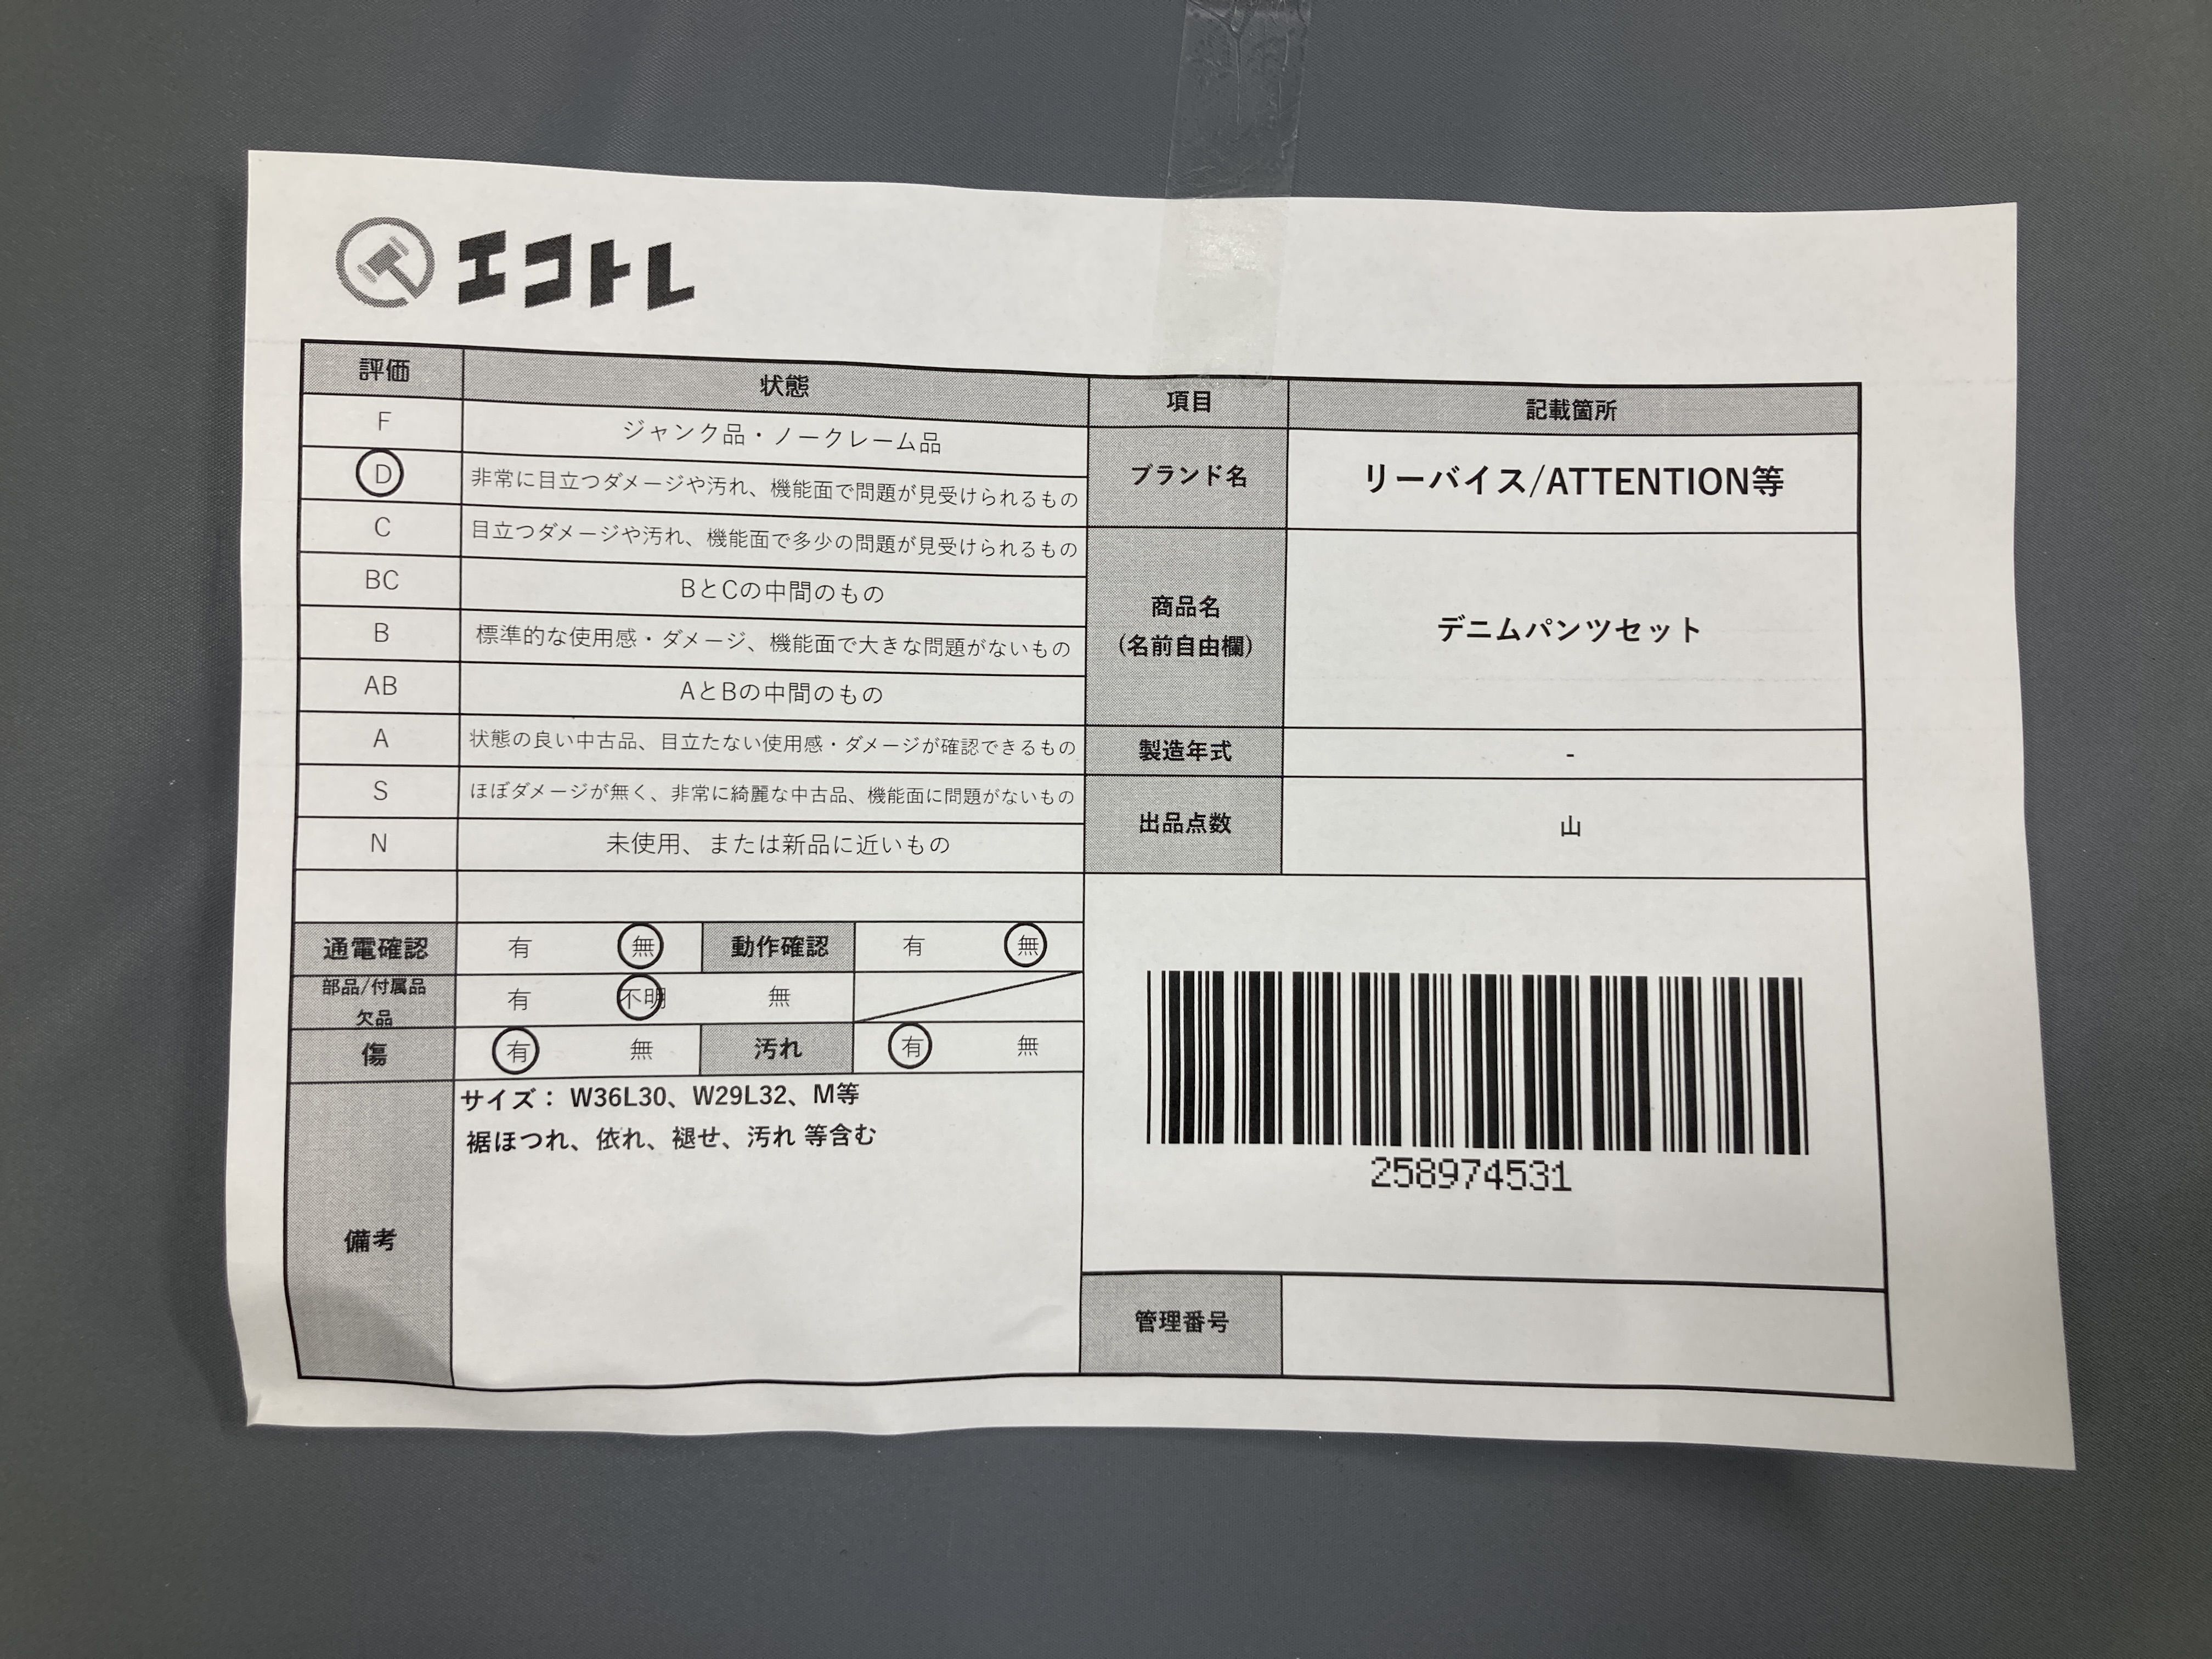 エコトレ
評価 状態 項目 記載箇所
F ジャンク品・ノークレーム品
D 非常に目立つダメージや汚れ、機能面で問題が見受けられるもの
C 目立つダメージや汚れ、機能面で多少の問題が見受けられるもの
BC BとCの中間のもの
B 標準的な使用感・ダメージ、機能面で大きな問題がないもの
AB AとBの中間のもの
A 状態の良い中古品、目立たない使用感・ダメージが確認できるもの
S ほぼダメージが無く、非常に綺麗な中古品、機能面に問題がないもの
N 未使用、または新品に近いもの
ブランド名 リーバイス/ATTENTION等
商品名
(名前自由欄)
デニムパンツセット
製造年式 -
出品点数 山
通電確認 有 無 動作確認 有 無
部品/付属品
欠品
有 不明 無
傷 有 無 汚れ 有 無
備考
サイズ： W36L30、W29L32、M等
裾ほつれ、依れ、褪せ、汚れ 等含む
258974531
管理番号